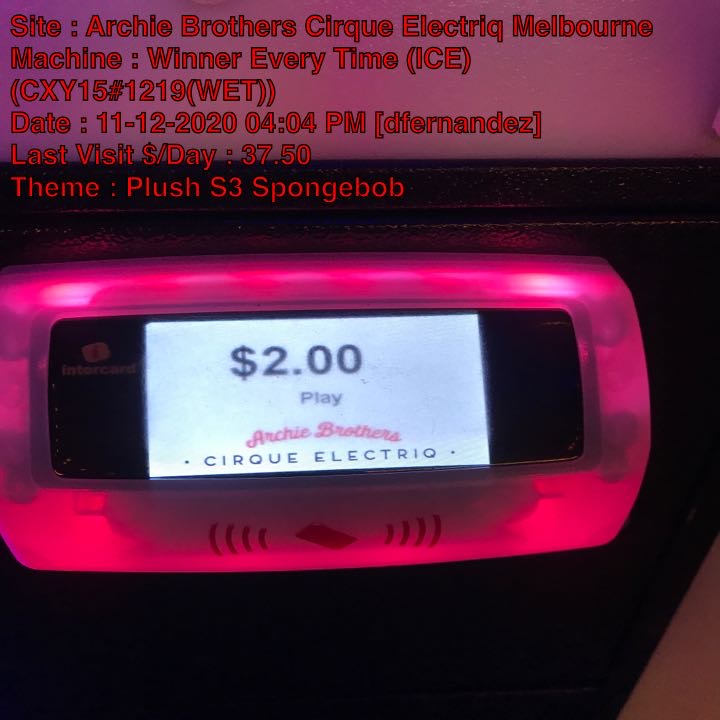 Site : Archie Brothers Cirque Electriq Melbourne
Machine : Winner Every Time (ICE)
(CXY15#1219(WET))
Date : 11-12-2020 04:04 PM [dfernandez]
Last Visit $/Day : 37.50
Theme : Plush S3 Spongebob
intercard
$2.00
Play
Archie Brothers
· CIRQUE ELECTRIQ ·